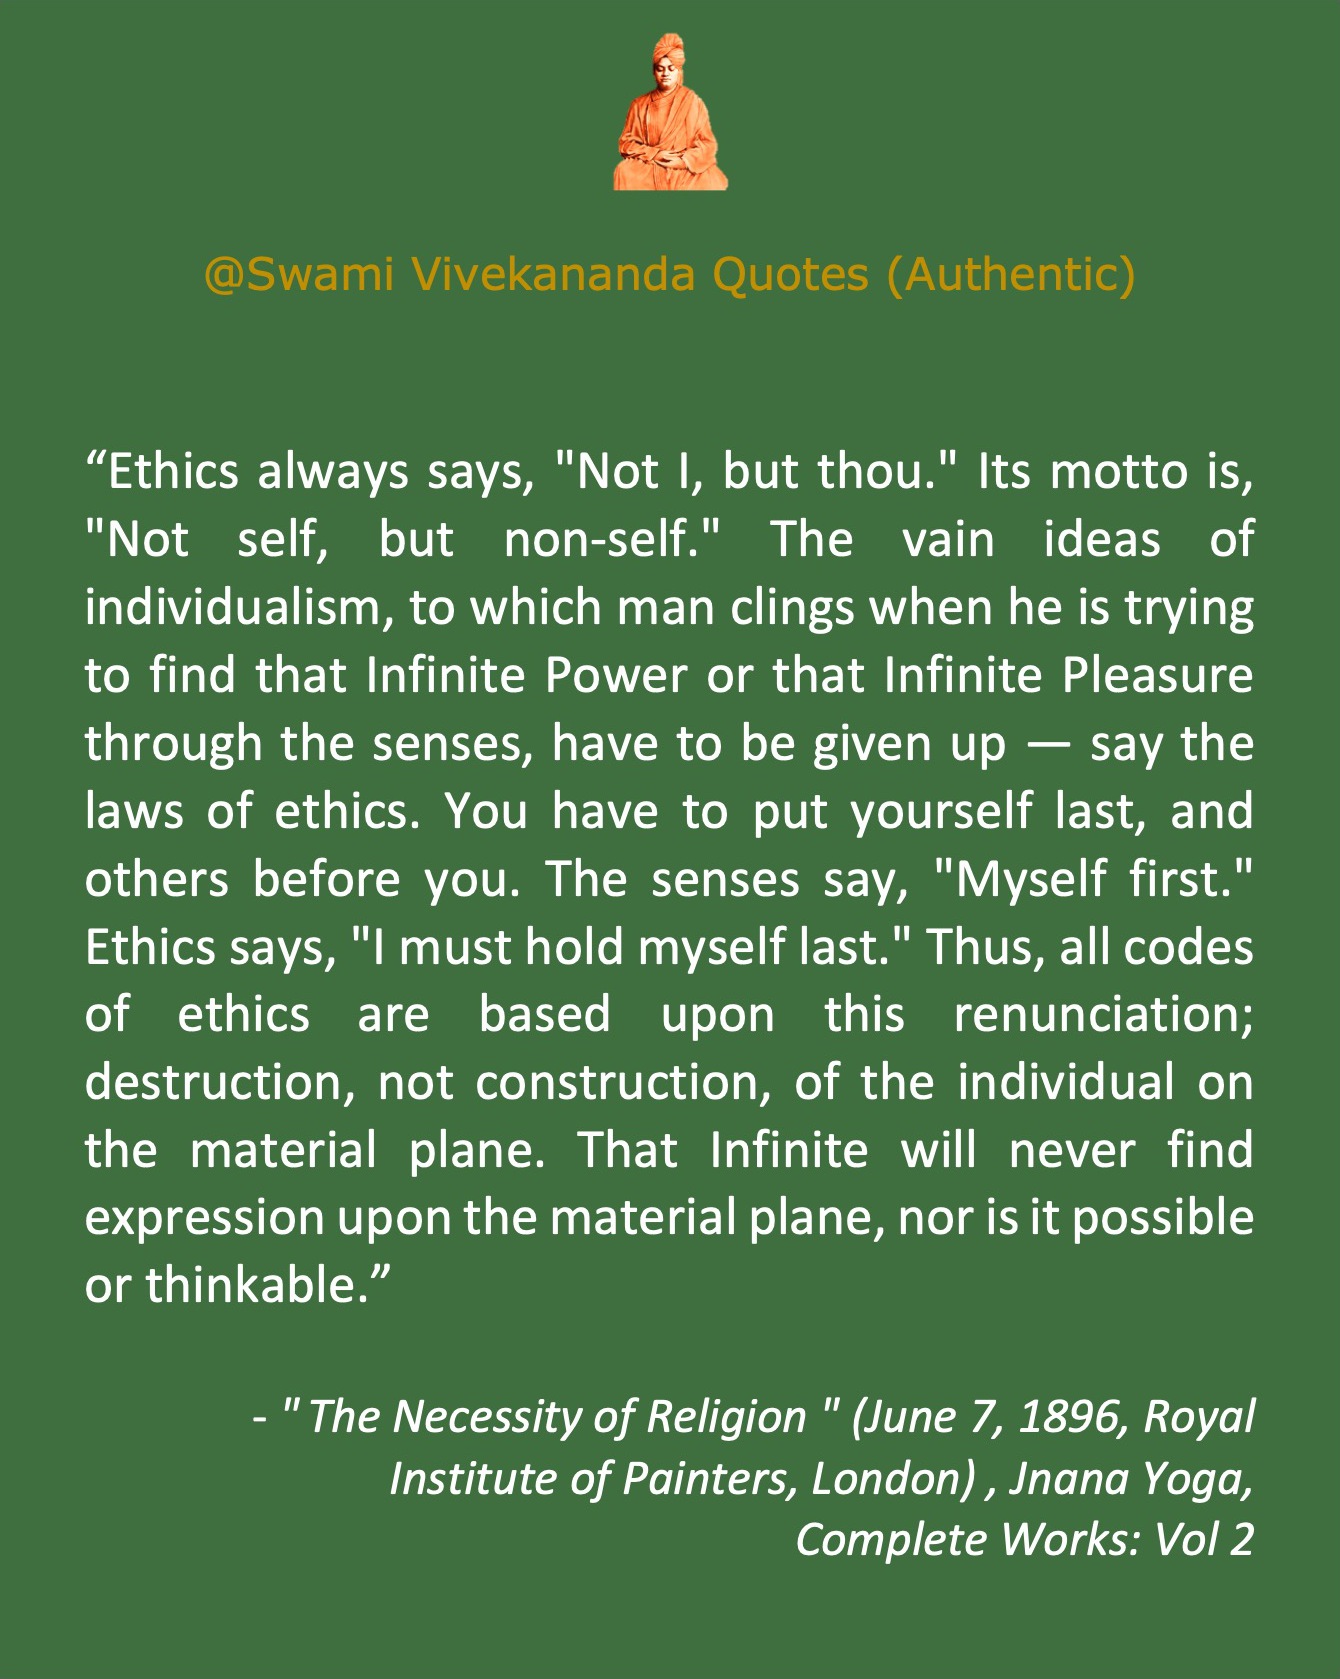 @Swami Vivekananda Quotes (Authentic)
“Ethics always says, "Not I, but thou." Its motto is,
"Not self, but non-self." The vain ideas of
individualism, to which man clings when he is trying
to find that Infinite Power or that Infinite Pleasure
through the senses, have to be given up — say the
laws of ethics. You have to put yourself last, and
others before you. The senses say, "Myself first."
Ethics says, "I must hold myself last." Thus, all codes
of ethics are based upon this renunciation;
destruction, not construction, of the individual on
the material plane. That Infinite will never find
expression upon the material plane, nor is it possible
or thinkable.”
- " The Necessity of Religion " (June 7, 1896, Royal
Institute of Painters, London) , Jnana Yoga,
Complete Works: Vol 2